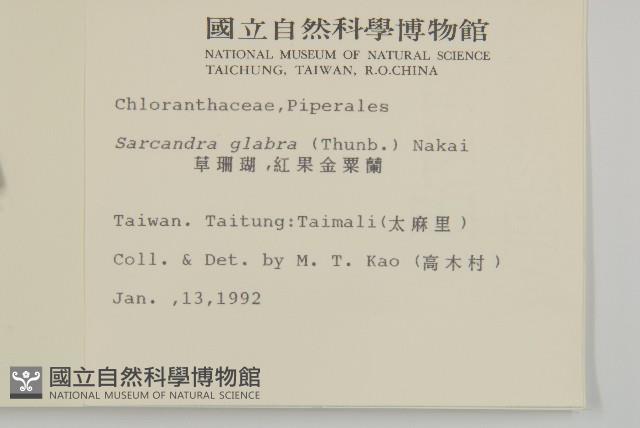 國立自然科學博物館
NATIONAL MUSEUM OF NATURAL SCIENCE
TAICHUNG, TAIWAN, R.O.CHINA
Chloranthaceae,Piperales
Sarcandra glabra (Thunb.) Nakai
草珊瑚,紅果金粟蘭
Taiwan. Taitung:Taimali(太麻里)
Coll. & Det. by M. T. Kao (高木村)
Jan. ,13,1992
國立自然科學博物館
NATIONAL MUSEUM OF NATURAL SCIENCE